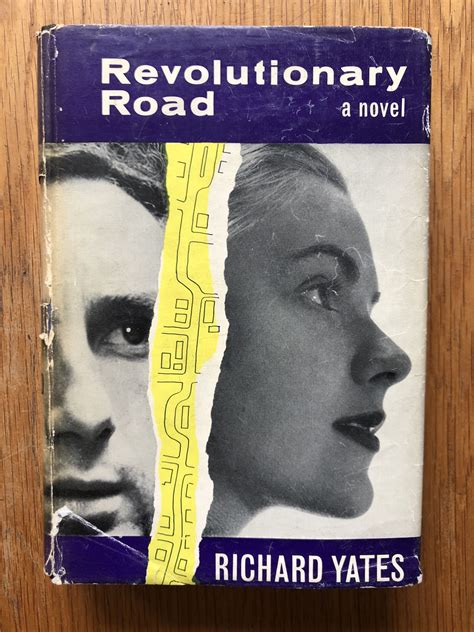 Revolutionary
Road a novel
RICHARD YATES